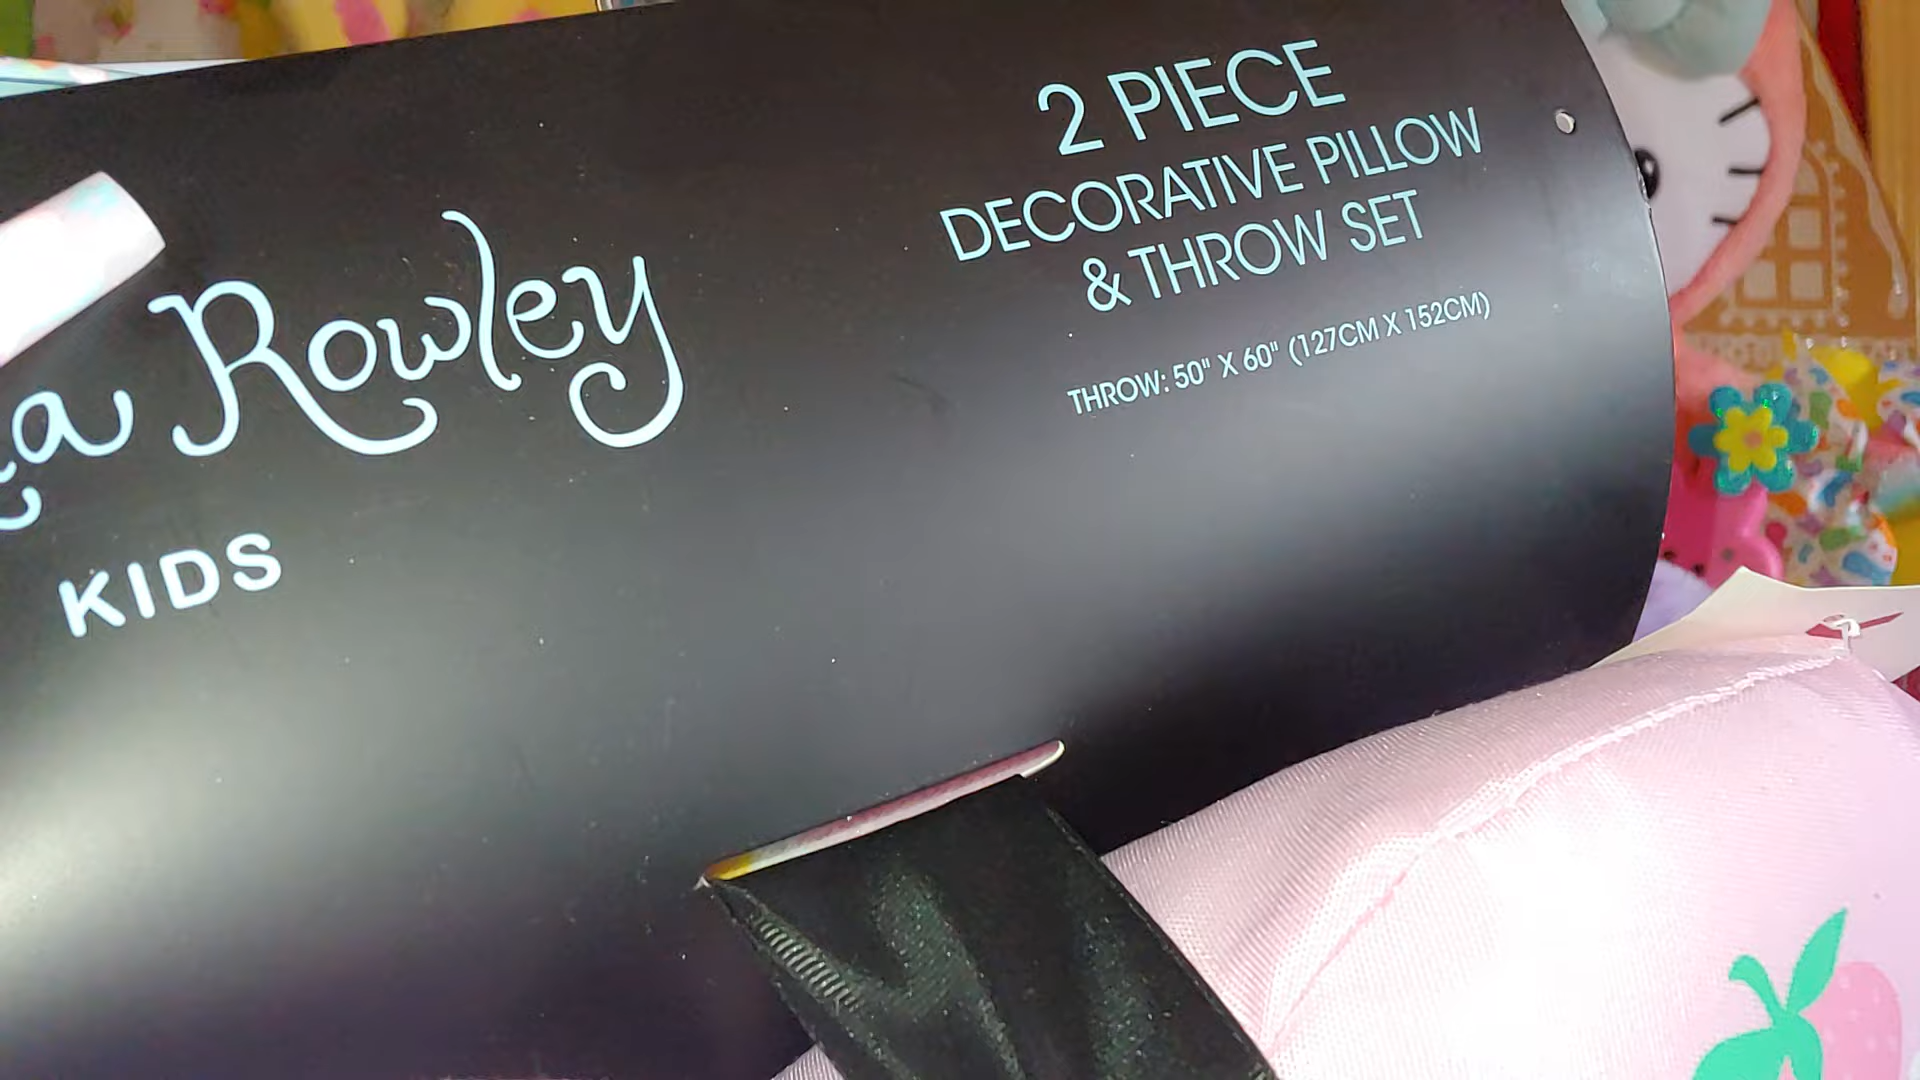 Rowley
KIDS
2 PIECE
DECORATIVE PILLOW
& THROW SET
THROW: 50" X 60" (127CM X 152CM)